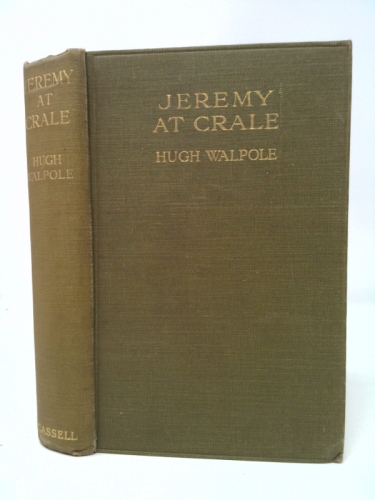 JEREMY
AT
CRALE
HUGH
WALPOLE
CASSELL
JEREMY
AT CRALE
HUGH WALPOLE